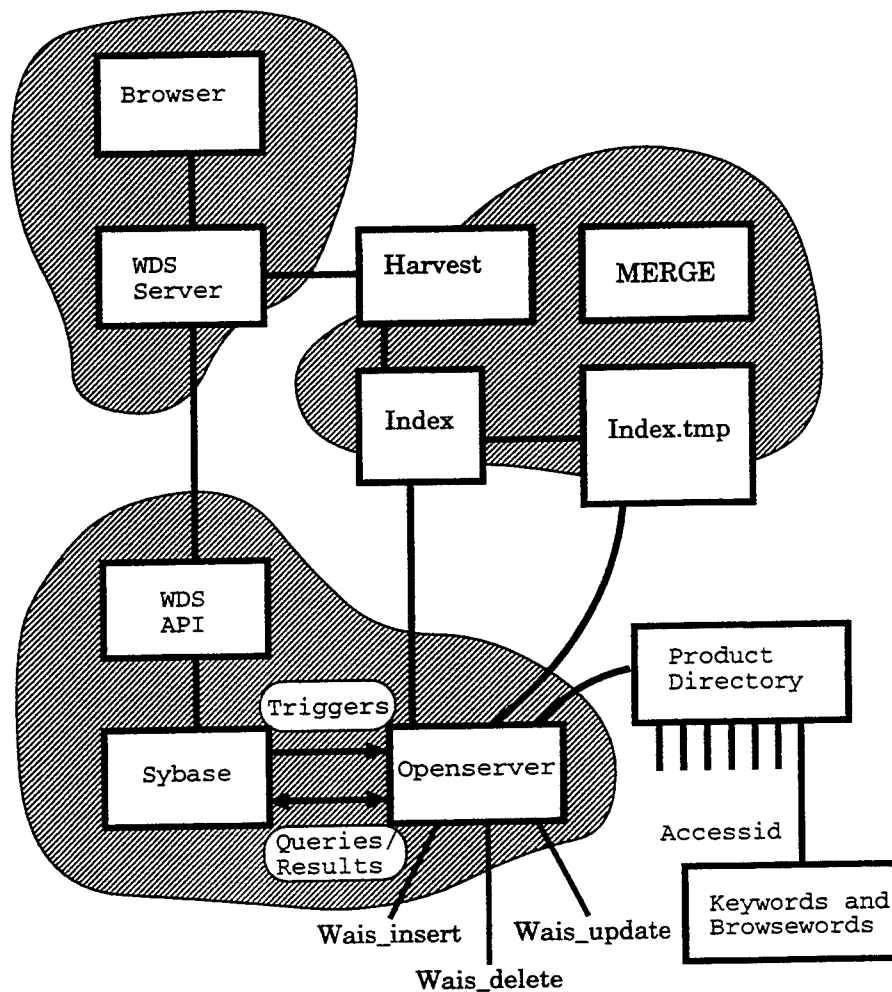 Browser
WDS
Server
Harvest
MERGE
Index
Index.tmp
WDS
API
Product
Directory
Triggers
Sybase
Openserver
Queries/
Results
Accessid
Keywords and
Browsewords
Wais_insert
Wais_update
Wais_delete